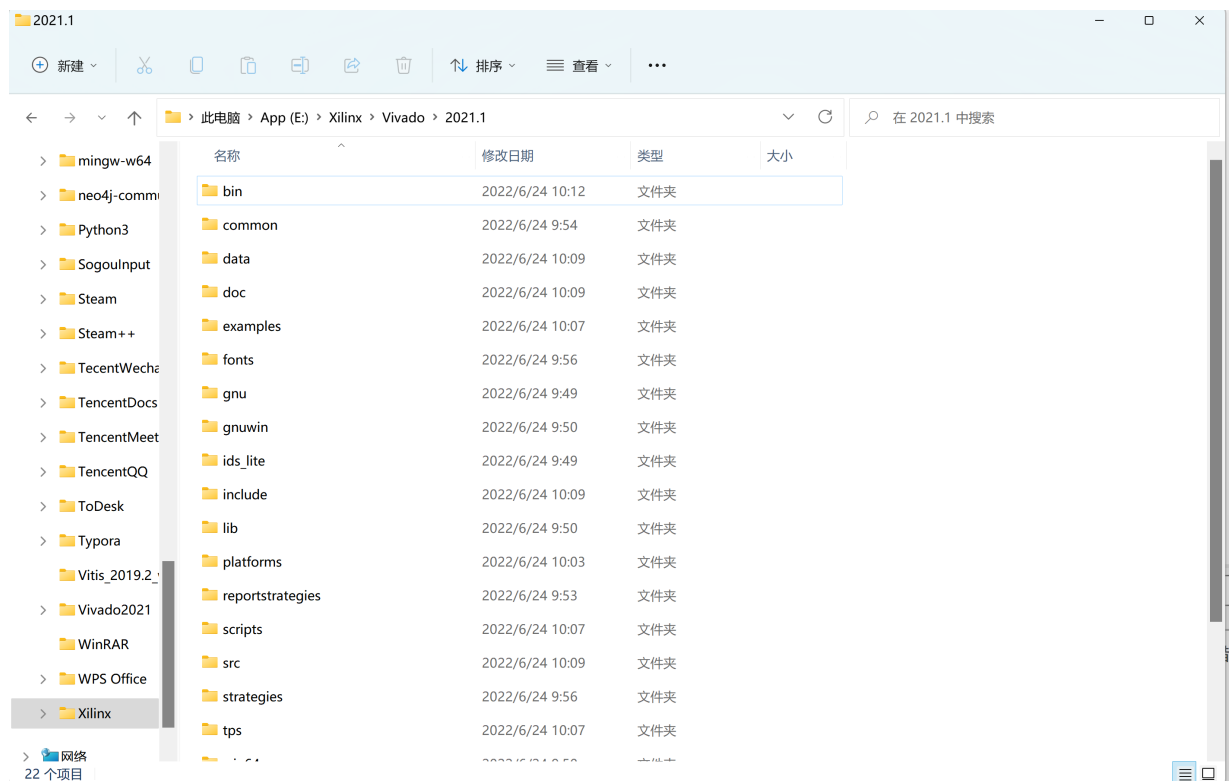 2021.1
新建 排序 查看
此电脑 App (E:) Xilinx Vivado 2021.1 在 2021.1 中搜索
名称 修改日期 类型 大小
mingw-w64
neo4j-commu
Python3
SogouInput
Steam
Steam++
TecentWecha
TencentDocs
TencentMeet
TencentQQ
ToDesk
Typora
Vitis_2019.2_
Vivado2021
WinRAR
WPS Office
Xilinx
网络
bin 2022/6/24 10:12 文件夹
common 2022/6/24 9:54 文件夹
data 2022/6/24 10:09 文件夹
doc 2022/6/24 10:09 文件夹
examples 2022/6/24 10:07 文件夹
fonts 2022/6/24 9:56 文件夹
gnu 2022/6/24 9:49 文件夹
gnuwin 2022/6/24 9:50 文件夹
ids_lite 2022/6/24 9:49 文件夹
include 2022/6/24 10:09 文件夹
lib 2022/6/24 9:50 文件夹
platforms 2022/6/24 10:03 文件夹
reportstrategies 2022/6/24 9:53 文件夹
scripts 2022/6/24 10:07 文件夹
src 2022/6/24 10:09 文件夹
strategies 2022/6/24 9:56 文件夹
tps 2022/6/24 10:07 文件夹
22 个项目